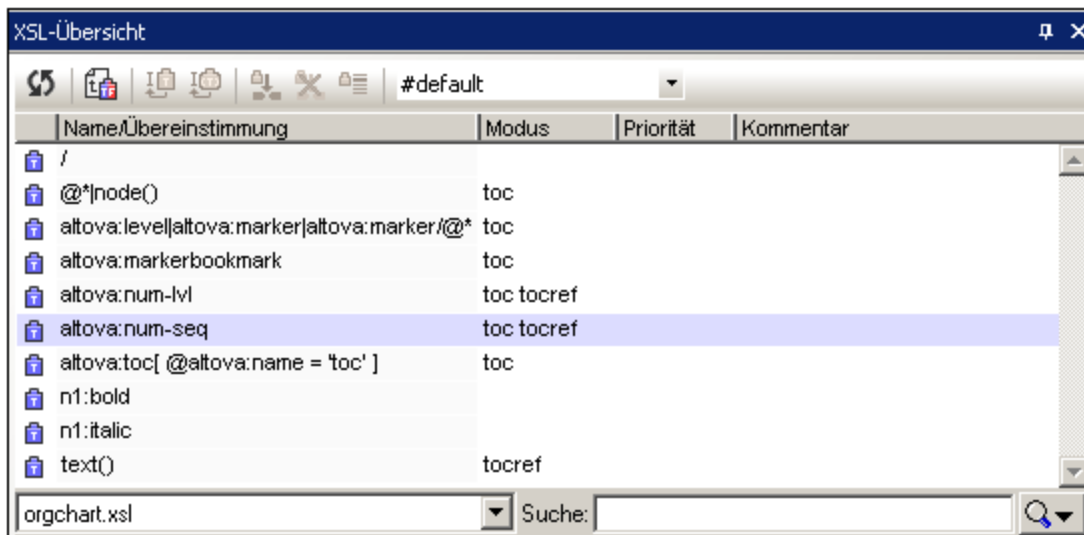 XSL-Übersicht
#default
Name/Übereinstimmung Modus Priorität Kommentar
/
@*|node() toc
altova:level|altova:marker|altova:marker/@* toc
altova:markerbookmark toc
altova:num-lvl toc tocref
altova:num-seq toc tocref
altova:toc[ @altova:name = 'toc' ] toc
n1:bold
n1:italic
text() tocref
orgchart.xsl Suche: